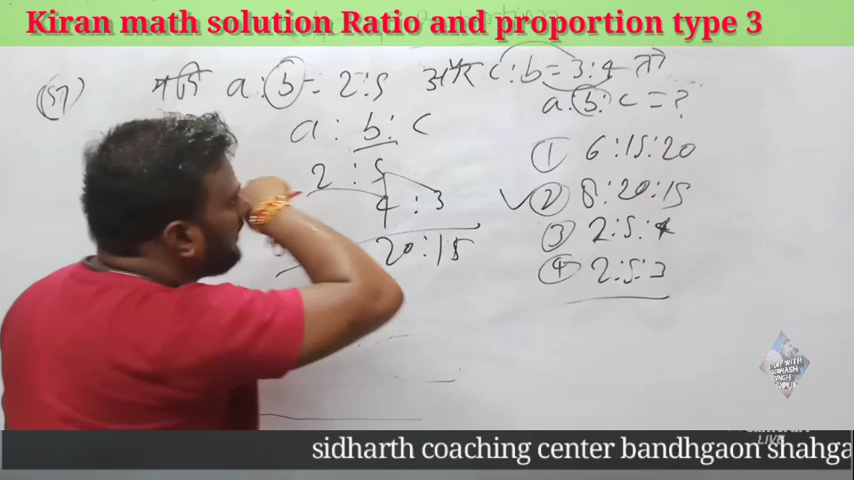 Kiran math solution Ratio and proportion type 3
(57) यदि a:b = 2:5 और c:b = 3:4 तो
a:b:c = ?
a : b : c
2 : 5
4 : 3
20:15
① 6:15:20
② 8:20:15
③ 2:5:4
④ 2:5:3
sidharth coaching center bandhgaon shahga
LIVE